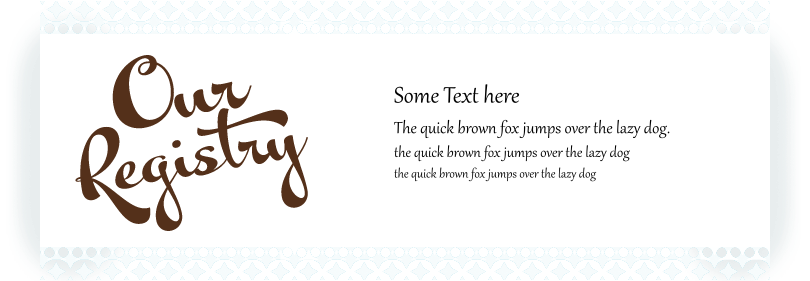 Our
Registry
Some Text here
The quick brown fox jumps over the lazy dog.
the quick brown fox jumps over the lazy dog
the quick brown fox jumps over the lazy dog